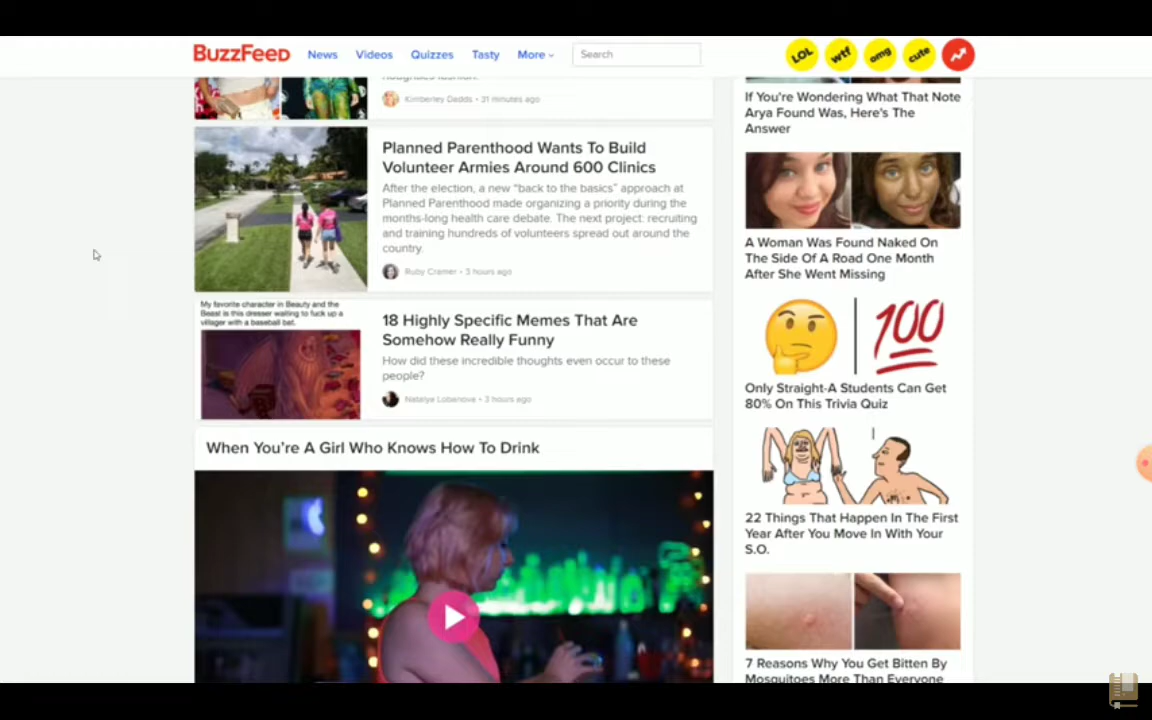 BuzzFeed News Videos Quizzes Tasty More Search LOL wtf omg cute
Kimberley Dadds • 31 minutes ago
Planned Parenthood Wants To Build
Volunteer Armies Around 600 Clinics
After the election, a new “back to the basics” approach at
Planned Parenthood made organizing a priority during the
months-long health care debate. The next project: recruiting
and training hundreds of volunteers spread out around the
country.
Ruby Cramer • 3 hours ago
My favorite character in Beauty and the
Beast is this dresser waiting to fuck up a
villager with a baseball bat.
18 Highly Specific Memes That Are
Somehow Really Funny
How did these incredible thoughts even occur to these
people?
Natalya Lobanova • 3 hours ago
When You're A Girl Who Knows How To Drink
If You're Wondering What That Note
Arya Found Was, Here's The
Answer
A Woman Was Found Naked On
The Side Of A Road One Month
After She Went Missing
100
Only Straight-A Students Can Get
80% On This Trivia Quiz
22 Things That Happen In The First
Year After You Move In With Your
S.O.
7 Reasons Why You Get Bitten By
Mosquitoes More Than Everyone